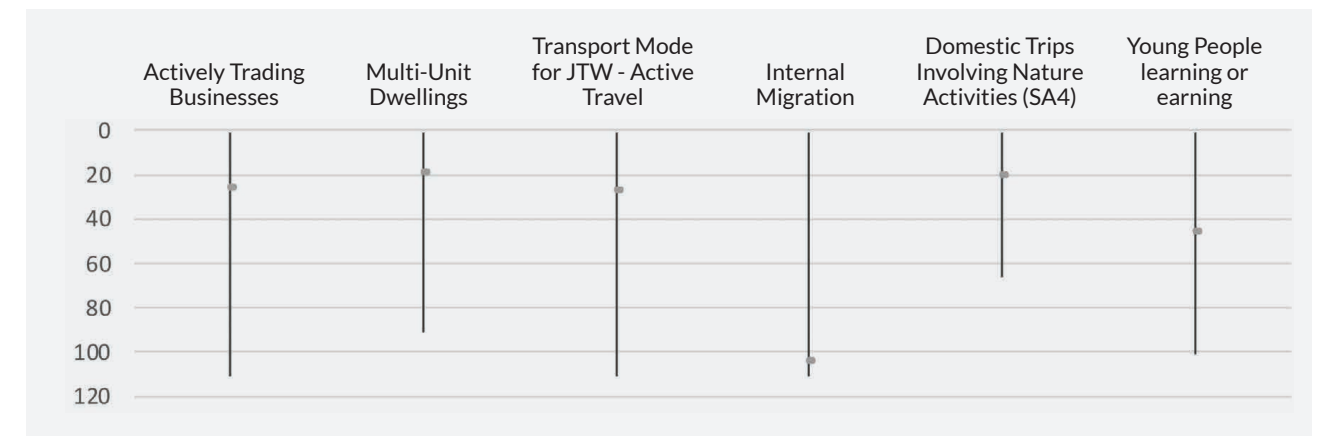 Actively Trading
Businesses
Multi-Unit
Dwellings
Transport Mode
for JTW - Active
Travel
Internal
Migration
Domestic Trips
Involving Nature
Activities (SA4)
Young People
learning or
earning
0
20
40
60
80
100
120